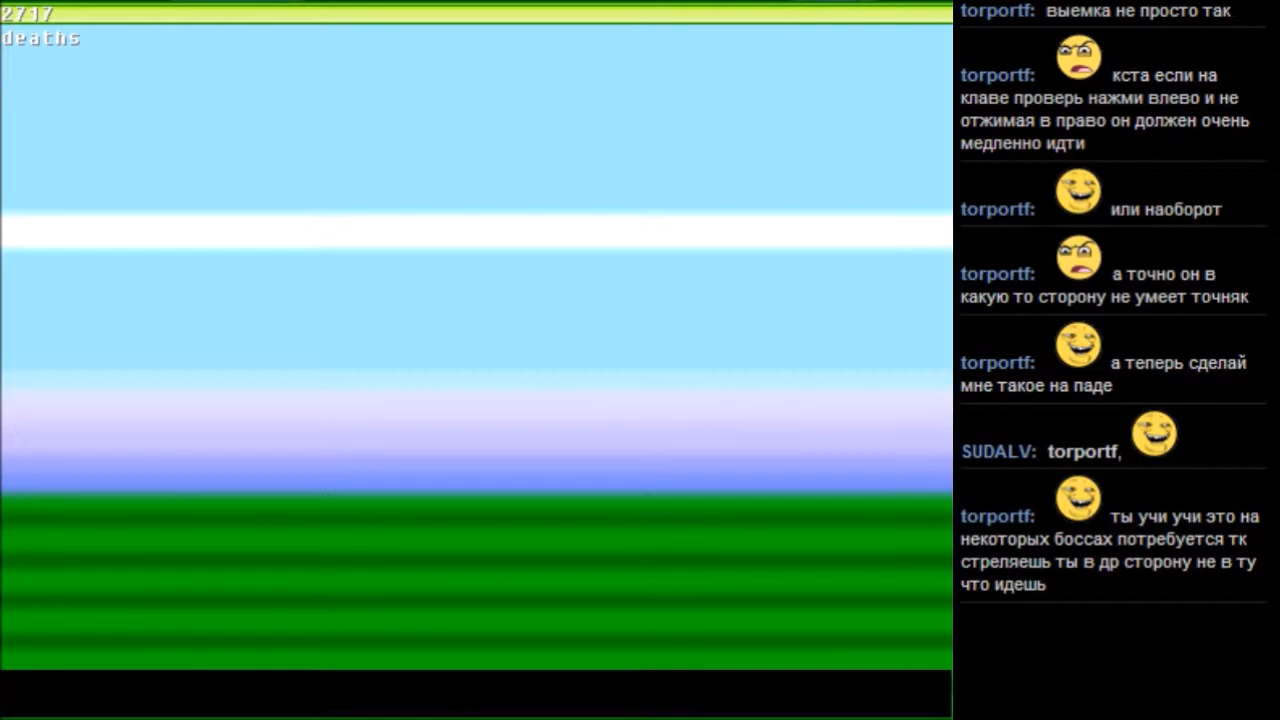 2717
deaths
torportf: выемка не просто так
torportf: кста если на
клаве проверь нажми влево и не
отжимая в право он должен очень
медленно идти
torportf: или наоборот
torportf: а точно он в
какую то сторону не умеет точняк
torportf: а теперь сделай
мне такое на паде
SUDALV: torportf,
torportf: ты учи учи это на
некоторых боссах потребуется тк
стреляешь ты в др сторону не в ту
что идешь